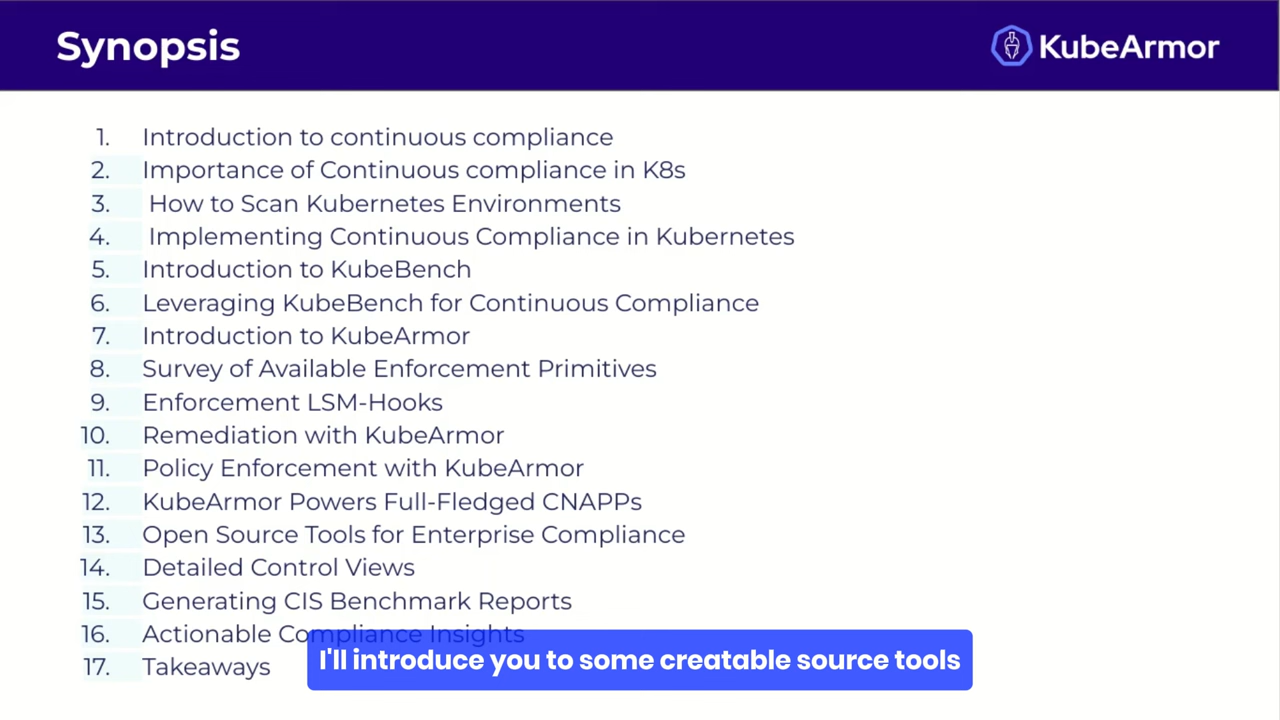 Synopsis
KubeArmor
1. Introduction to continuous compliance
2. Importance of Continuous compliance in K8s
3. How to Scan Kubernetes Environments
4. Implementing Continuous Compliance in Kubernetes
5. Introduction to KubeBench
6. Leveraging KubeBench for Continuous Compliance
7. Introduction to KubeArmor
8. Survey of Available Enforcement Primitives
9. Enforcement LSM-Hooks
10. Remediation with KubeArmor
11. Policy Enforcement with KubeArmor
12. KubeArmor Powers Full-Fledged CNAPPs
13. Open Source Tools for Enterprise Compliance
14. Detailed Control Views
15. Generating CIS Benchmark Reports
16. Actionable Compliance Insights
17. Takeaways
I'll introduce you to some creatable source tools